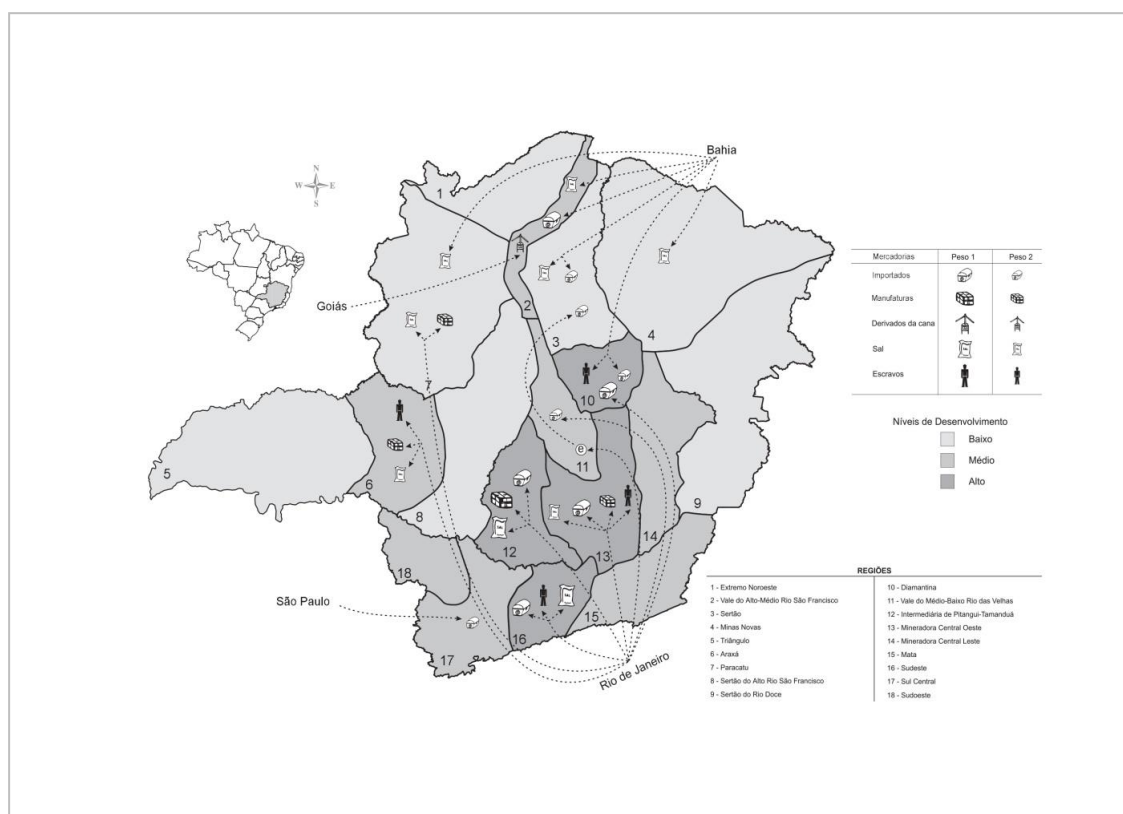 Bahia
N
W E
S
1
Goiás
2
3
4
7
10
5
6
e
11
8
9
12
13
14
18
São Paulo
15
16
17
Rio de Janeiro
Mercadorias Peso 1 Peso 2
Importados
Manufaturas
Derivados da cana
Sal
Escravos
Níveis de Desenvolvimento
Baixo
Médio
Alto
REGIÕES
1 - Extremo Noroeste
2 - Vale do Alto-Médio Rio São Francisco
3 - Sertão
4 - Minas Novas
5 - Triângulo
6 - Araxá
7 - Paracatu
8 - Sertão do Alto Rio São Francisco
9 - Sertão do Rio Doce
10 - Diamantina
11 - Vale do Médio-Baixo Rio das Velhas
12 - Intermediária de Pitangui-Tamanduá
13 - Mineradora Central Oeste
14 - Mineradora Central Leste
15 - Mata
16 - Sudeste
17 - Sul Central
18 - Sudoeste